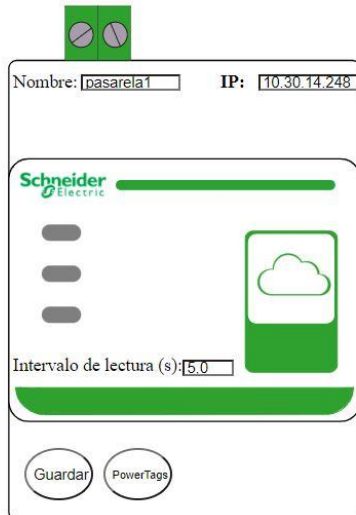 Nombre: pasarela1 IP: 10.30.14.248
Schneider
Electric
Intervalo de lectura (s): 5.0
Guardar PowerTags